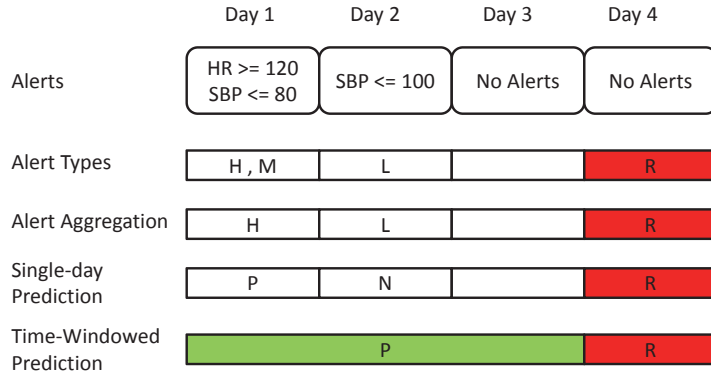 Day 1 Day 2 Day 3 Day 4
Alerts
HR >= 120
SBP <= 80
SBP <= 100
No Alerts
No Alerts
Alert Types
H , M
L
R
Alert Aggregation
H
L
R
Single-day
Prediction
P
N
R
Time-Windowed
Prediction
P
R